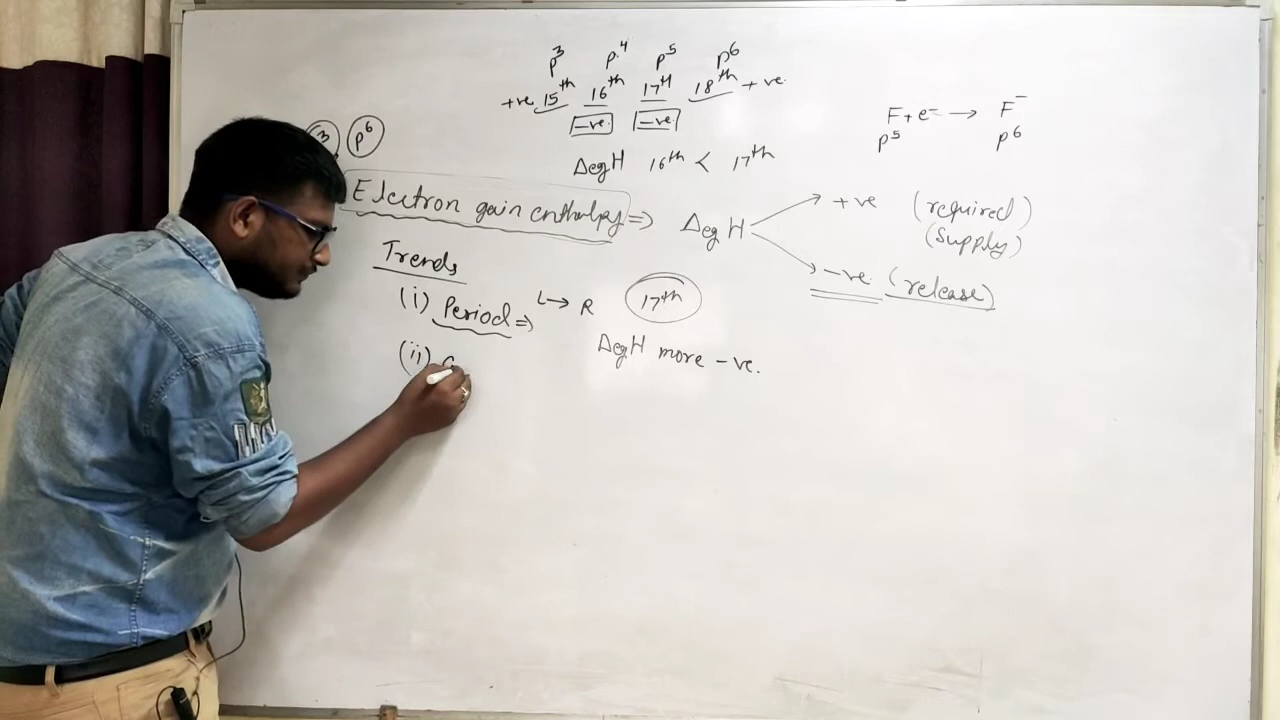 p³ p⁴ p⁵ p⁶
+ve 15th 16th 17th 18th +ve.
-ve. -ve.
F + e⁻ → F⁻
p⁵ p⁶
ΔegH 16th < 17th
3 p⁶
Electron gain enthalpy ⇒ ΔegH
+ve (required)
(supply)
-ve. (release)
Trends
(i) Period ⇒ L → R 17th
ΔegH more -ve.
(ii)